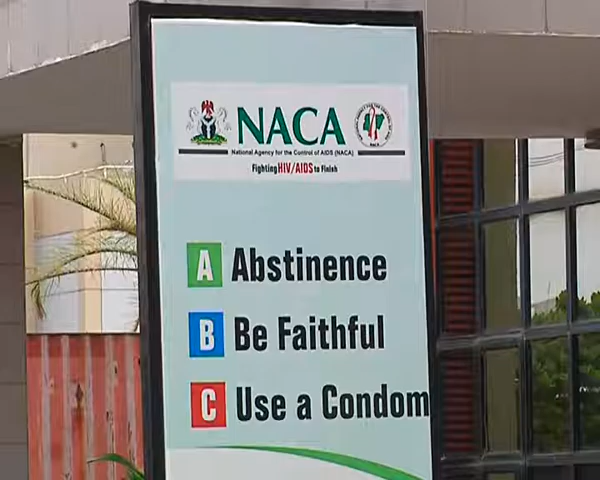 NACA
National Agency for the Control of AIDS (NACA)
Fighting HIV/AIDS to Finish
A Abstinence
B Be Faithful
C Use a Condom